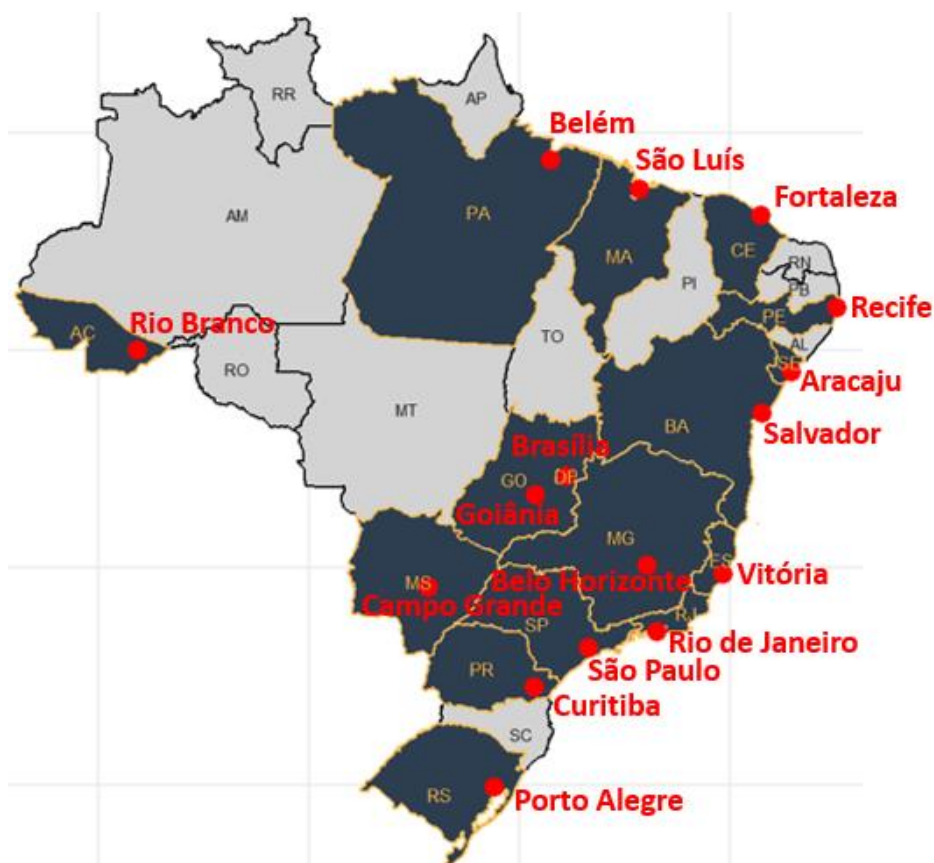 RR
AP
Belém
São Luís
Fortaleza
AM
PA
MA
CE
RN
PI
PB
PE
Recife
AC
Rio Branco
TO
AL
SE
Aracaju
RO
MT
BA
Salvador
Brasília
GO
DF
Goiânia
MG
ES
Vitória
MS
Belo Horizonte
Campo Grande
SP
RJ
Rio de Janeiro
São Paulo
PR
Curitiba
SC
RS
Porto Alegre